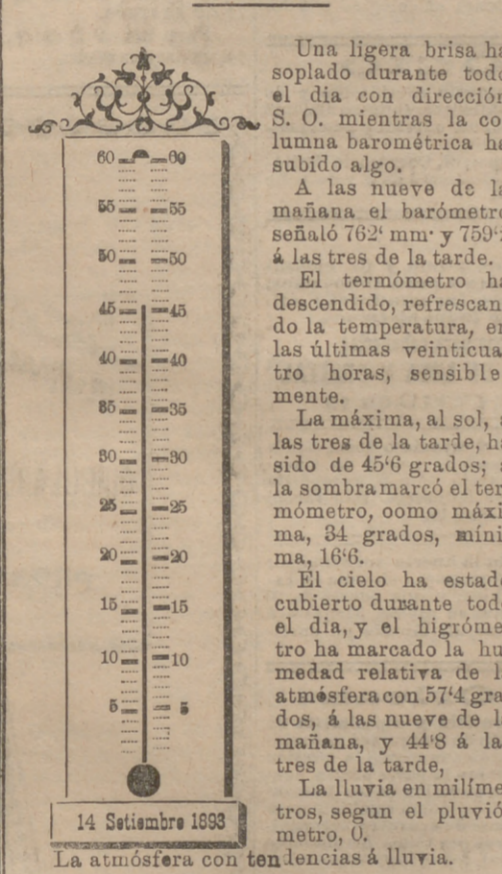 60 60
55 55
50 50
45 45
40 40
35 35
30 30
25 25
20 20
15 15
10 10
5 5
14 Setiembre 1893
Una ligera brisa ha
soplado durante todo
el dia con dirección
S. O. mientras la co
lumna barométrica ha
subido algo.
A las nueve de la
mañana el barómetro
señaló 762‘ mm· y 759‘
á las tres de la tarde.
El termómetro ha
descendido, refrescan
do la temperatura, en
las últimas veinticua
tro horas, sensible
mente.
La máxima, al sol, a
las tres de la tarde, ha
sido de 45‘6 grados; a
la sombramarcó el ter
mómetro, oomo máxi
ma, 34 grados, míni
ma, 16‘6.
El cielo ha estado
cubierto durante todo
el dia, y el higróme
tro ha marcado la hu
medad relativa de la
atmósfera con 57‘4 gra
dos, á las nueve de la
mañana, y 44‘8 á la
tres de la tarde,
La lluvia en milíme
tros, segun el pluvió
metro, 0.
La atmósfera con tendencias á lluvia.